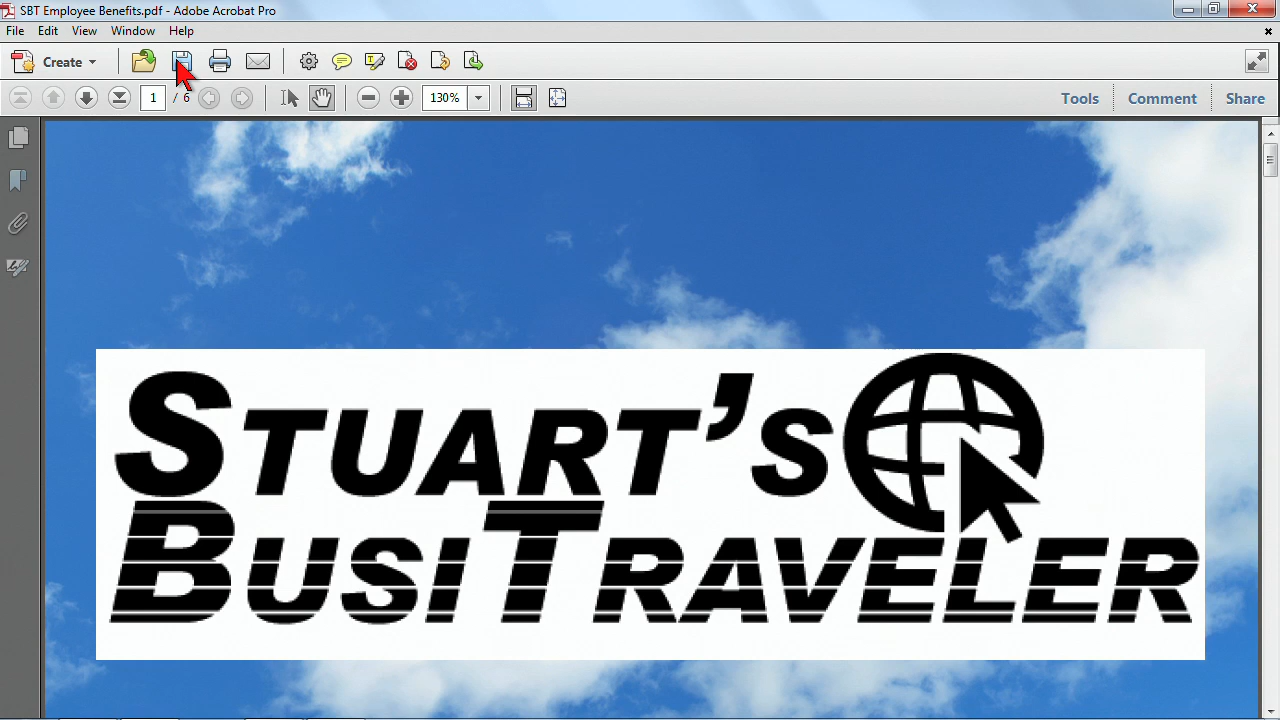 SBT Employee Benefits.pdf - Adobe Acrobat Pro
File Edit View Window Help
Create
1 / 6 130% Tools Comment Share
STUART'S
BUSITRAVELER